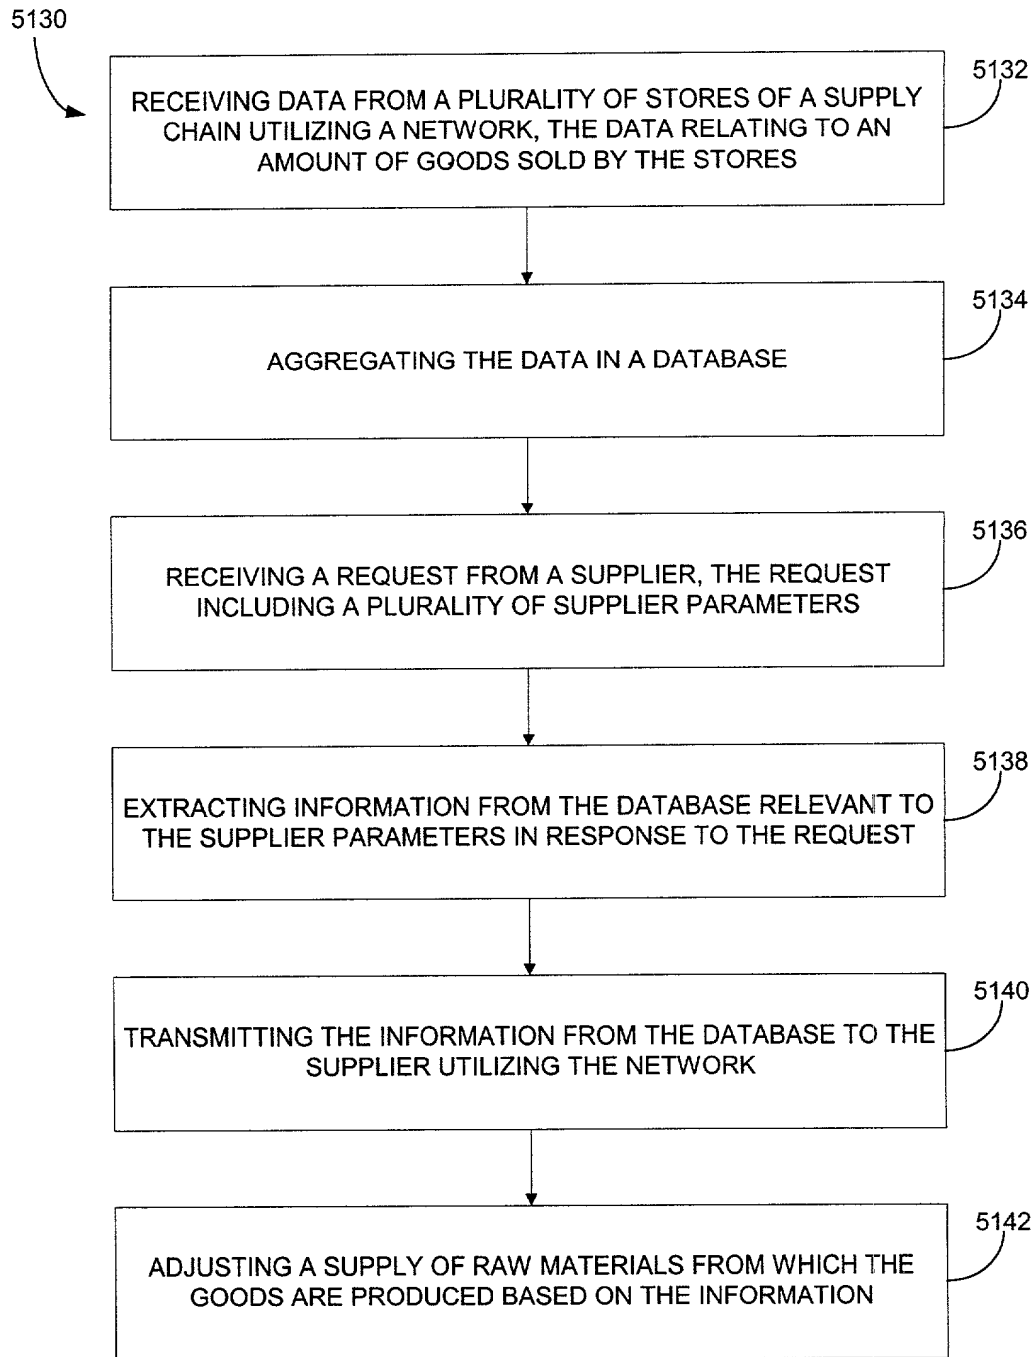 5130
5132
RECEIVING DATA FROM A PLURALITY OF STORES OF A SUPPLY
CHAIN UTILIZING A NETWORK, THE DATA RELATING TO AN
AMOUNT OF GOODS SOLD BY THE STORES
5134
AGGREGATING THE DATA IN A DATABASE
5136
RECEIVING A REQUEST FROM A SUPPLIER, THE REQUEST
INCLUDING A PLURALITY OF SUPPLIER PARAMETERS
5138
EXTRACTING INFORMATION FROM THE DATABASE RELEVANT TO
THE SUPPLIER PARAMETERS IN RESPONSE TO THE REQUEST
5140
TRANSMITTING THE INFORMATION FROM THE DATABASE TO THE
SUPPLIER UTILIZING THE NETWORK
5142
ADJUSTING A SUPPLY OF RAW MATERIALS FROM WHICH THE
GOODS ARE PRODUCED BASED ON THE INFORMATION